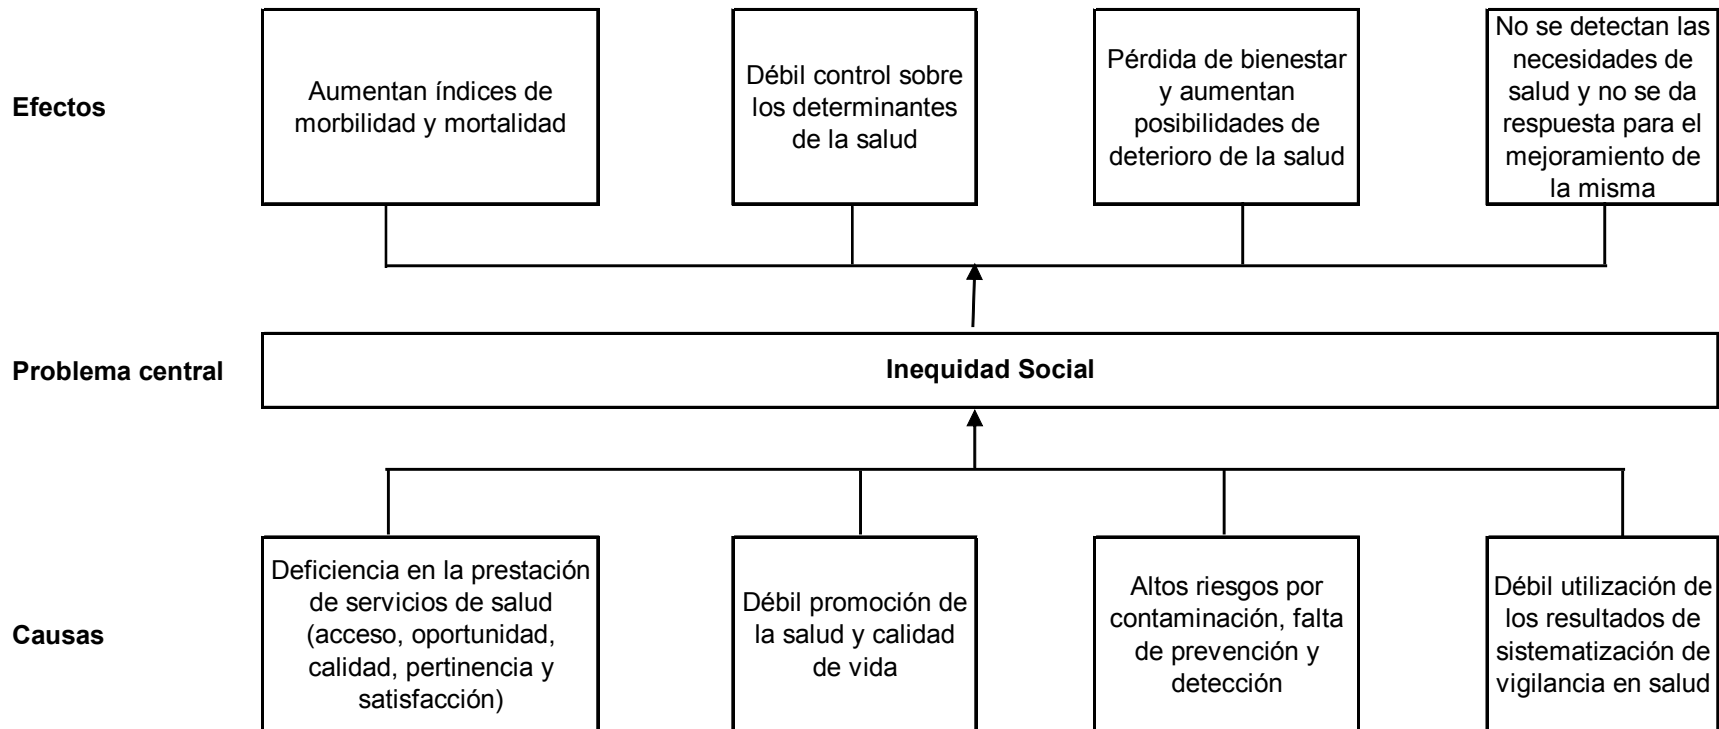 Efectos
Aumentan índices de
morbilidad y mortalidad
Débil control sobre
los determinantes
de la salud
Pérdida de bienestar
y aumentan
posibilidades de
deterioro de la salud
No se detectan las
necesidades de
salud y no se da
respuesta para el
mejoramiento de
la misma
Problema central
Inequidad Social
Causas
Deficiencia en la prestación
de servicios de salud
(acceso, oportunidad,
calidad, pertinencia y
satisfacción)
Débil promoción de
la salud y calidad
de vida
Altos riesgos por
contaminación, falta
de prevención y
detección
Débil utilización de
los resultados de
sistematización de
vigilancia en salud